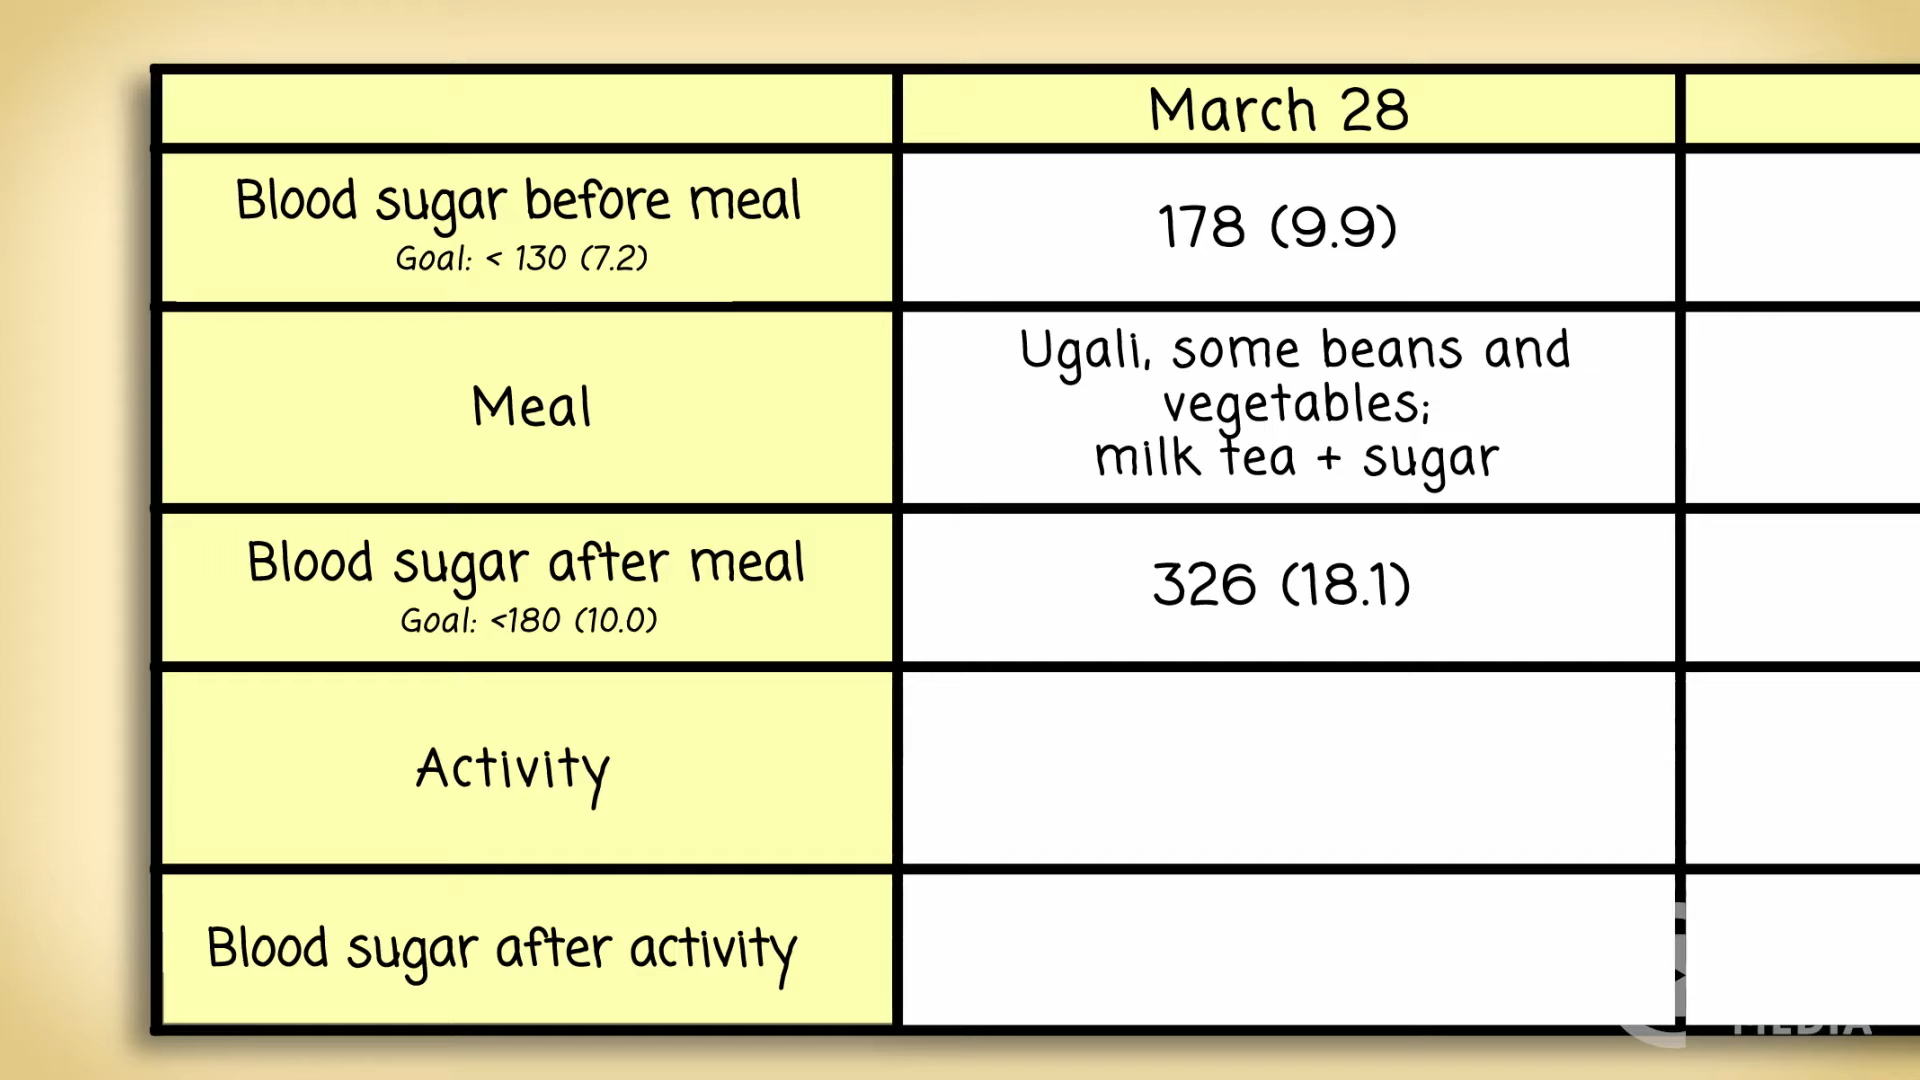 March 28
Blood sugar before meal
Goal: < 130 (7.2)
178 (9.9)
Meal
Ugali, some beans and
vegetables;
milk tea + sugar
Blood sugar after meal
Goal: <180 (10.0)
326 (18.1)
Activity
Blood sugar after activity